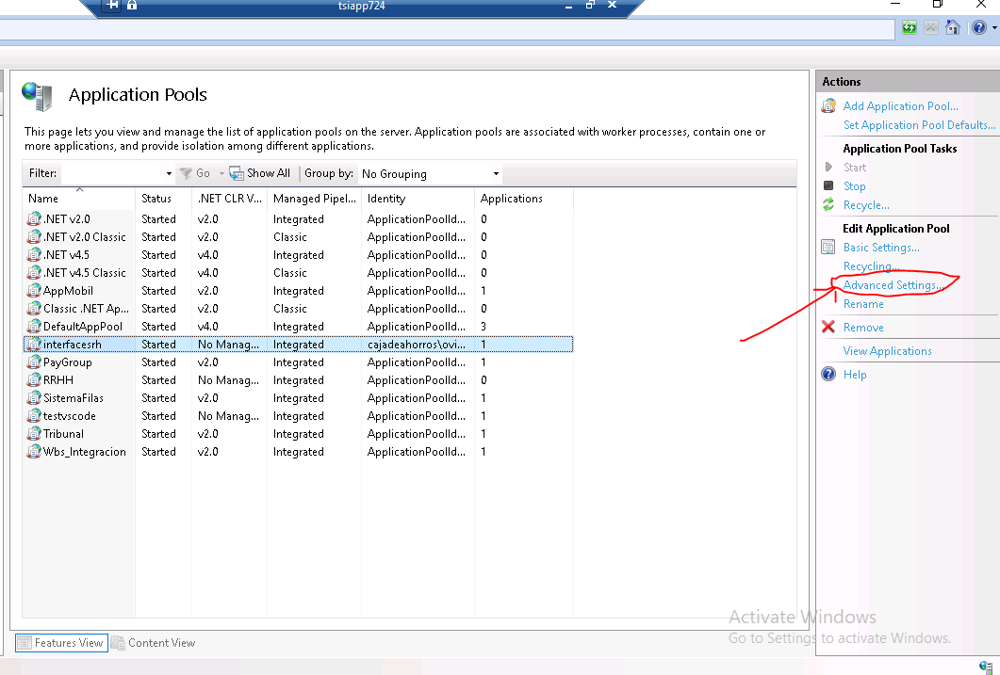 tsiapp724
Application Pools
This page lets you view and manage the list of application pools on the server. Application pools are associated with worker processes, contain one or
more applications, and provide isolation among different applications.
Filter: Go Show All Group by: No Grouping
Name Status .NET CLR V... Managed Pipel... Identity Applications
.NET v2.0 Started v2.0 Integrated ApplicationPoolId... 0
.NET v2.0 Classic Started v2.0 Classic ApplicationPoolId... 0
.NET v4.5 Started v4.0 Integrated ApplicationPoolId... 0
.NET v4.5 Classic Started v4.0 Classic ApplicationPoolId... 0
AppMobil Started v2.0 Integrated ApplicationPoolId... 1
Classic .NET Ap... Started v2.0 Classic ApplicationPoolId... 0
DefaultAppPool Started v4.0 Integrated ApplicationPoolId... 3
interfacesrh Started No Manag... Integrated cajadeahorros\ovi... 1
PayGroup Started v2.0 Integrated ApplicationPoolId... 1
RRHH Started No Manag... Integrated ApplicationPoolId... 0
SistemaFilas Started v2.0 Integrated ApplicationPoolId... 1
testvscode Started No Manag... Integrated ApplicationPoolId... 1
Tribunal Started v2.0 Integrated ApplicationPoolId... 1
Wbs_Integracion Started v2.0 Integrated ApplicationPoolId... 1
Features View Content View
Actions
Add Application Pool...
Set Application Pool Defaults...
Application Pool Tasks
Start
Stop
Recycle...
Edit Application Pool
Basic Settings...
Recycling...
Advanced Settings...
Rename
Remove
View Applications
Help
Activate Windows
Go to Settings to activate Windows.